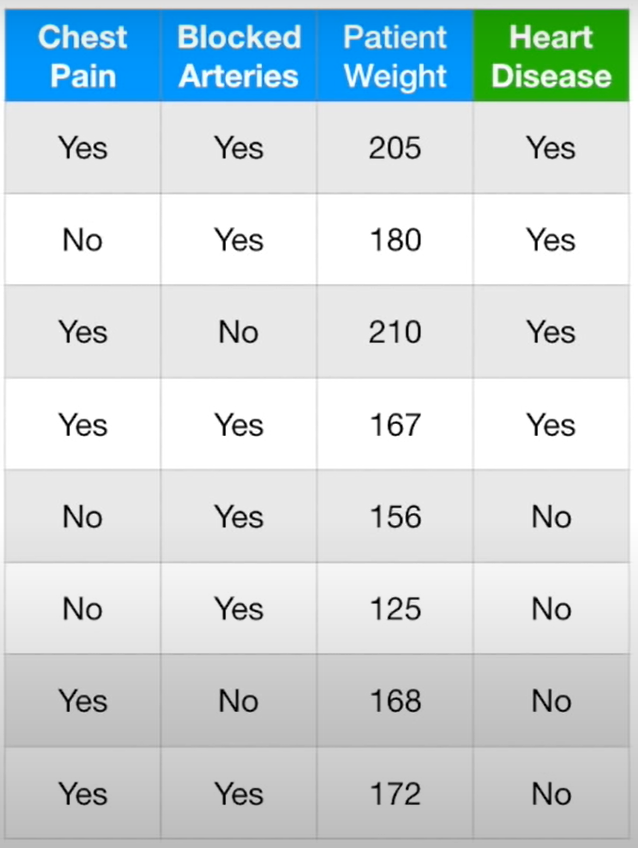 Chest Pain Blocked Arteries Patient Weight Heart Disease
Yes Yes 205 Yes
No Yes 180 Yes
Yes No 210 Yes
Yes Yes 167 Yes
No Yes 156 No
No Yes 125 No
Yes No 168 No
Yes Yes 172 No